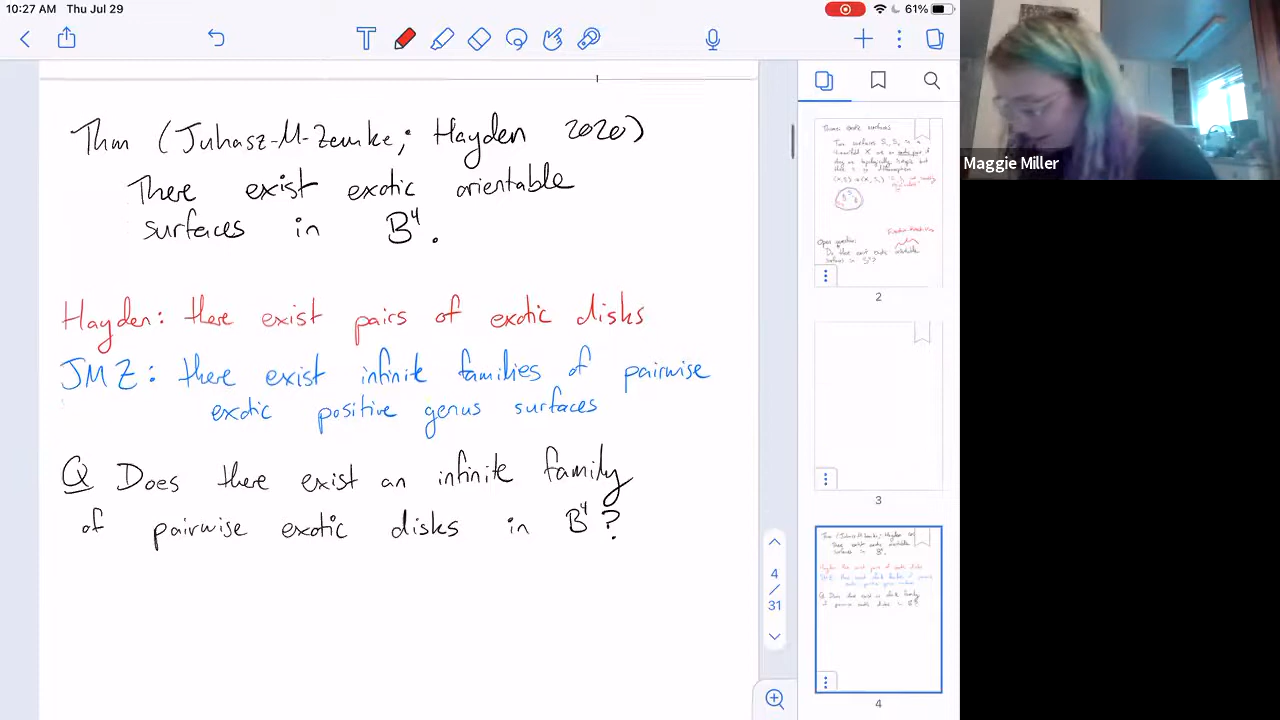 10:27 AM Thu Jul 29
61%
Thm (Juhasz-M-Zemke; Hayden 2020)
There exist exotic orientable
surfaces in B⁴.
Hayden: there exist pairs of exotic disks
JMZ: there exist infinite families of pairwise
exotic positive genus surfaces
Q Does there exist an infinite family
of pairwise exotic disks in B⁴?
4
/
31
2
3
4
Maggie Miller